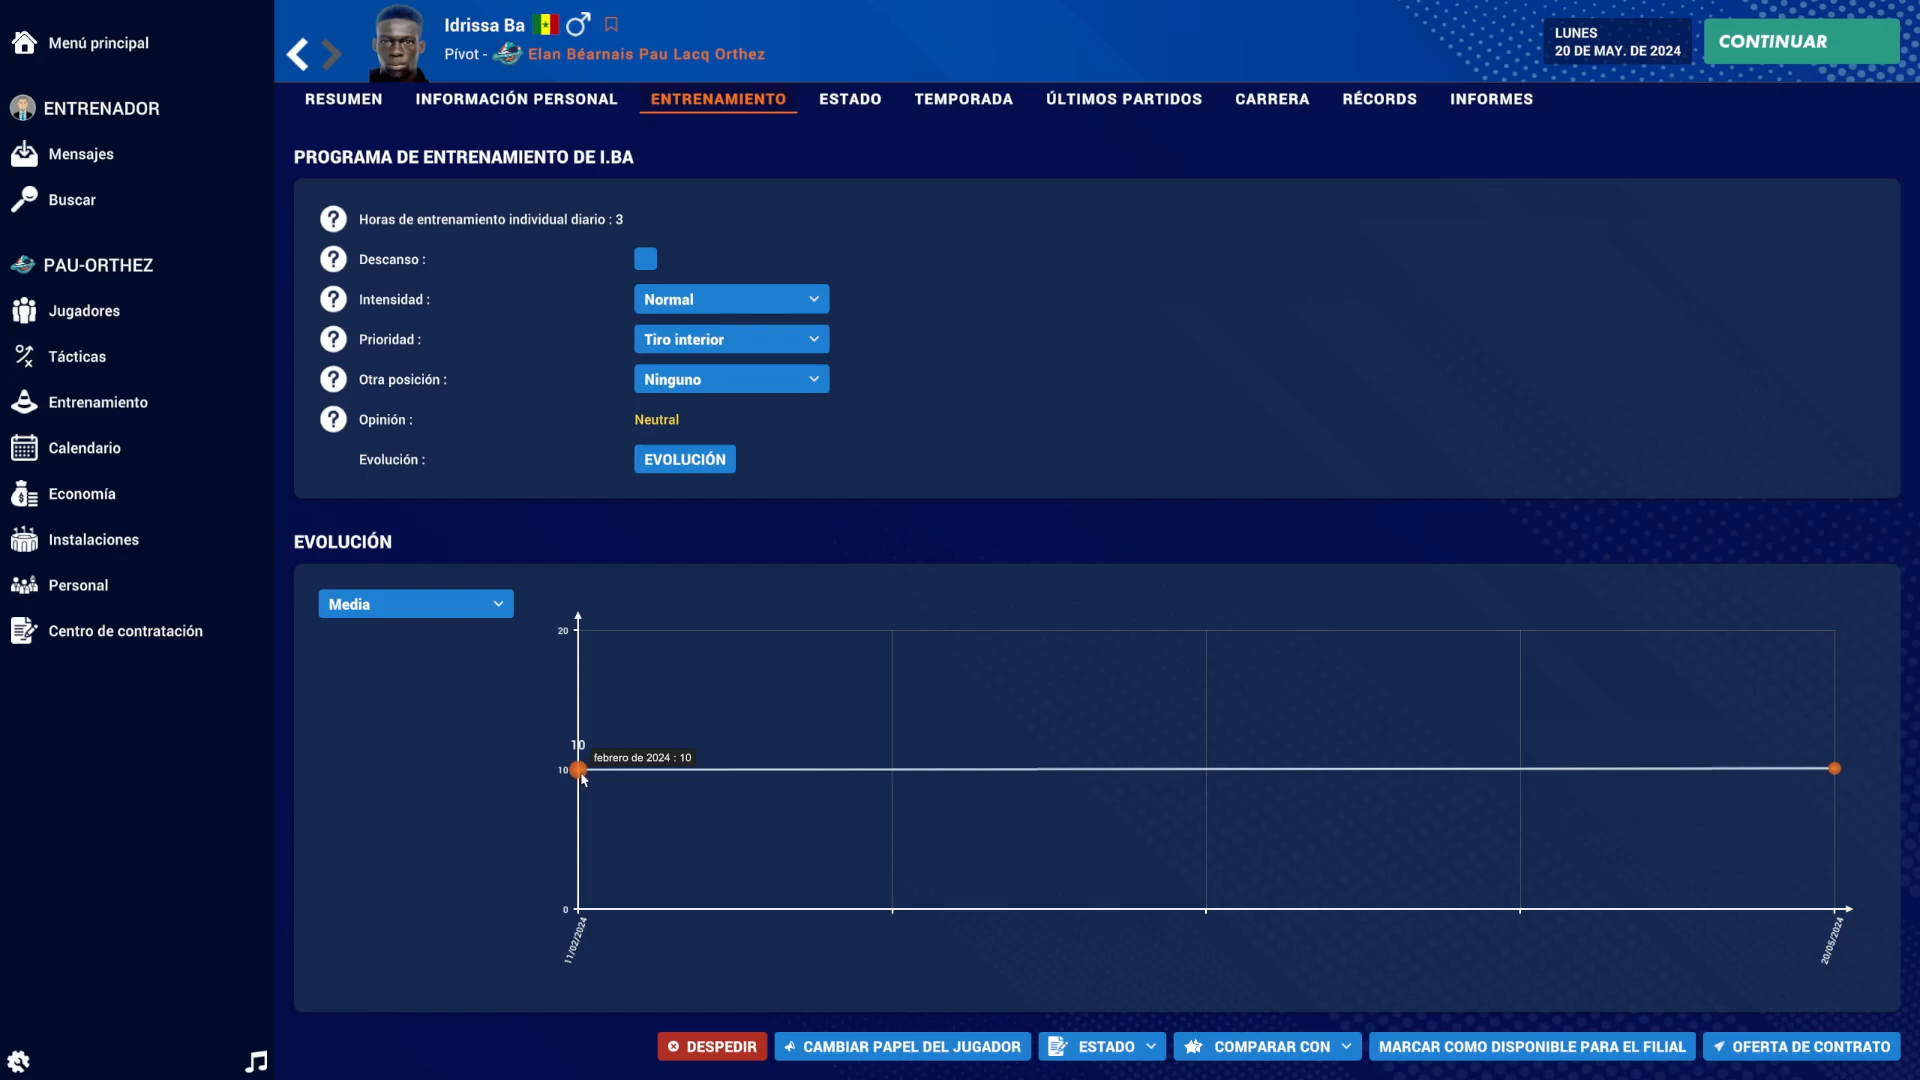 Menú principal
ENTRENADOR
Mensajes
Buscar
PAU-ORTHEZ
Jugadores
Tácticas
Entrenamiento
Calendario
Economía
Instalaciones
Personal
Centro de contratación
Idrissa Ba
Pívot - Elan Béarnais Pau Lacq Orthez
LUNES
20 DE MAY. DE 2024
CONTINUAR
RESUMEN INFORMACIÓN PERSONAL ENTRENAMIENTO ESTADO TEMPORADA ÚLTIMOS PARTIDOS CARRERA RÉCORDS INFORMES
PROGRAMA DE ENTRENAMIENTO DE I.BA
? Horas de entrenamiento individual diario : 3
? Descanso :
? Intensidad : Normal
? Prioridad : Tiro interior
? Otra posición : Ninguno
? Opinión : Neutral
Evolución : EVOLUCIÓN
EVOLUCIÓN
Media
20
10
febrero de 2024 : 10
10
0
11/02/2024
20/05/2024
DESPEDIR CAMBIAR PAPEL DEL JUGADOR ESTADO COMPARAR CON MARCAR COMO DISPONIBLE PARA EL FILIAL OFERTA DE CONTRATO